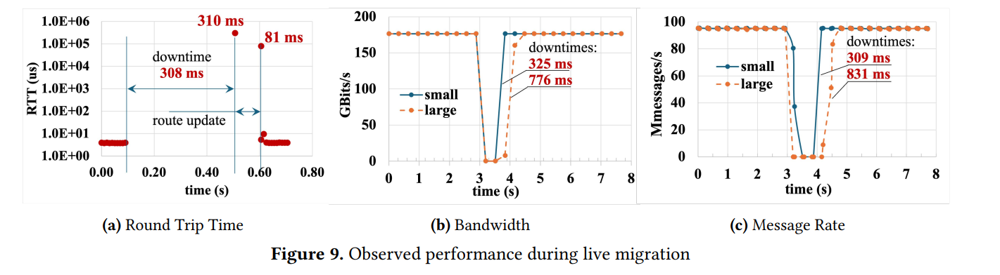 1.0E+06
1.0E+05
1.0E+04
1.0E+03
1.0E+02
1.0E+01
1.0E+00
RTT (us)
310 ms
81 ms
downtime
308 ms
route update
0.00 0.20 0.40 0.60 0.80
time (s)
(a) Round Trip Time
200
150
100
50
0
GBits/s
downtimes:
325 ms
776 ms
small
large
0 1 2 3 4 5 6 7 8
time (s)
(b) Bandwidth
100
80
60
40
20
0
Mmessages/s
downtimes:
309 ms
831 ms
small
large
0 1 2 3 4 5 6 7 8
time (s)
(c) Message Rate
Figure 9. Observed performance during live migration